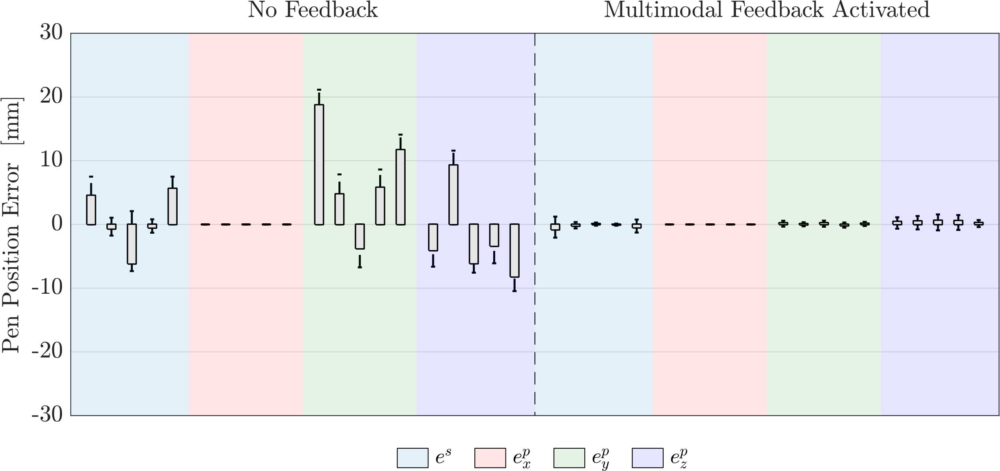 No Feedback
Multimodal Feedback Activated
Pen Position Error [mm]
30
20
10
0
-10
-20
-30
e^s
e_x^p
e_y^p
e_z^p